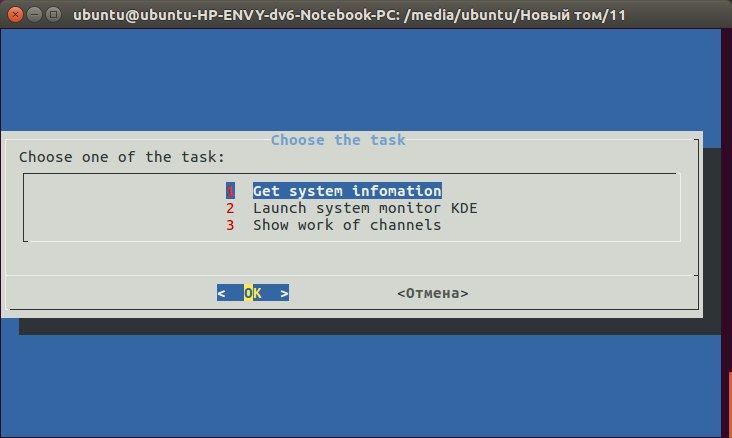 ubuntu@ubuntu-HP-ENVY-dv6-Notebook-PC: /media/ubuntu/Новый том/11
Choose the task
Choose one of the task:
1 Get system infomation
2 Launch system monitor KDE
3 Show work of channels
< OK > <Отмена>